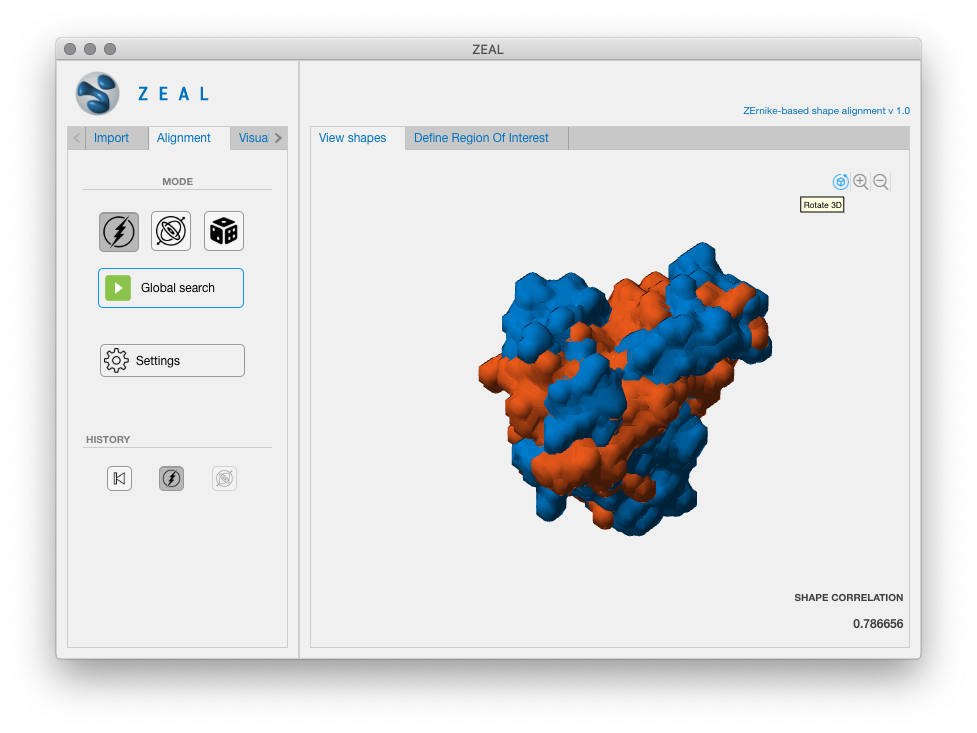 ZEAL
ZEAL
ZErnike-based shape alignment v 1.0
Import
Alignment
Visua
View shapes
Define Region Of Interest
MODE
Rotate 3D
Global search
Settings
HISTORY
SHAPE CORRELATION
0.786656